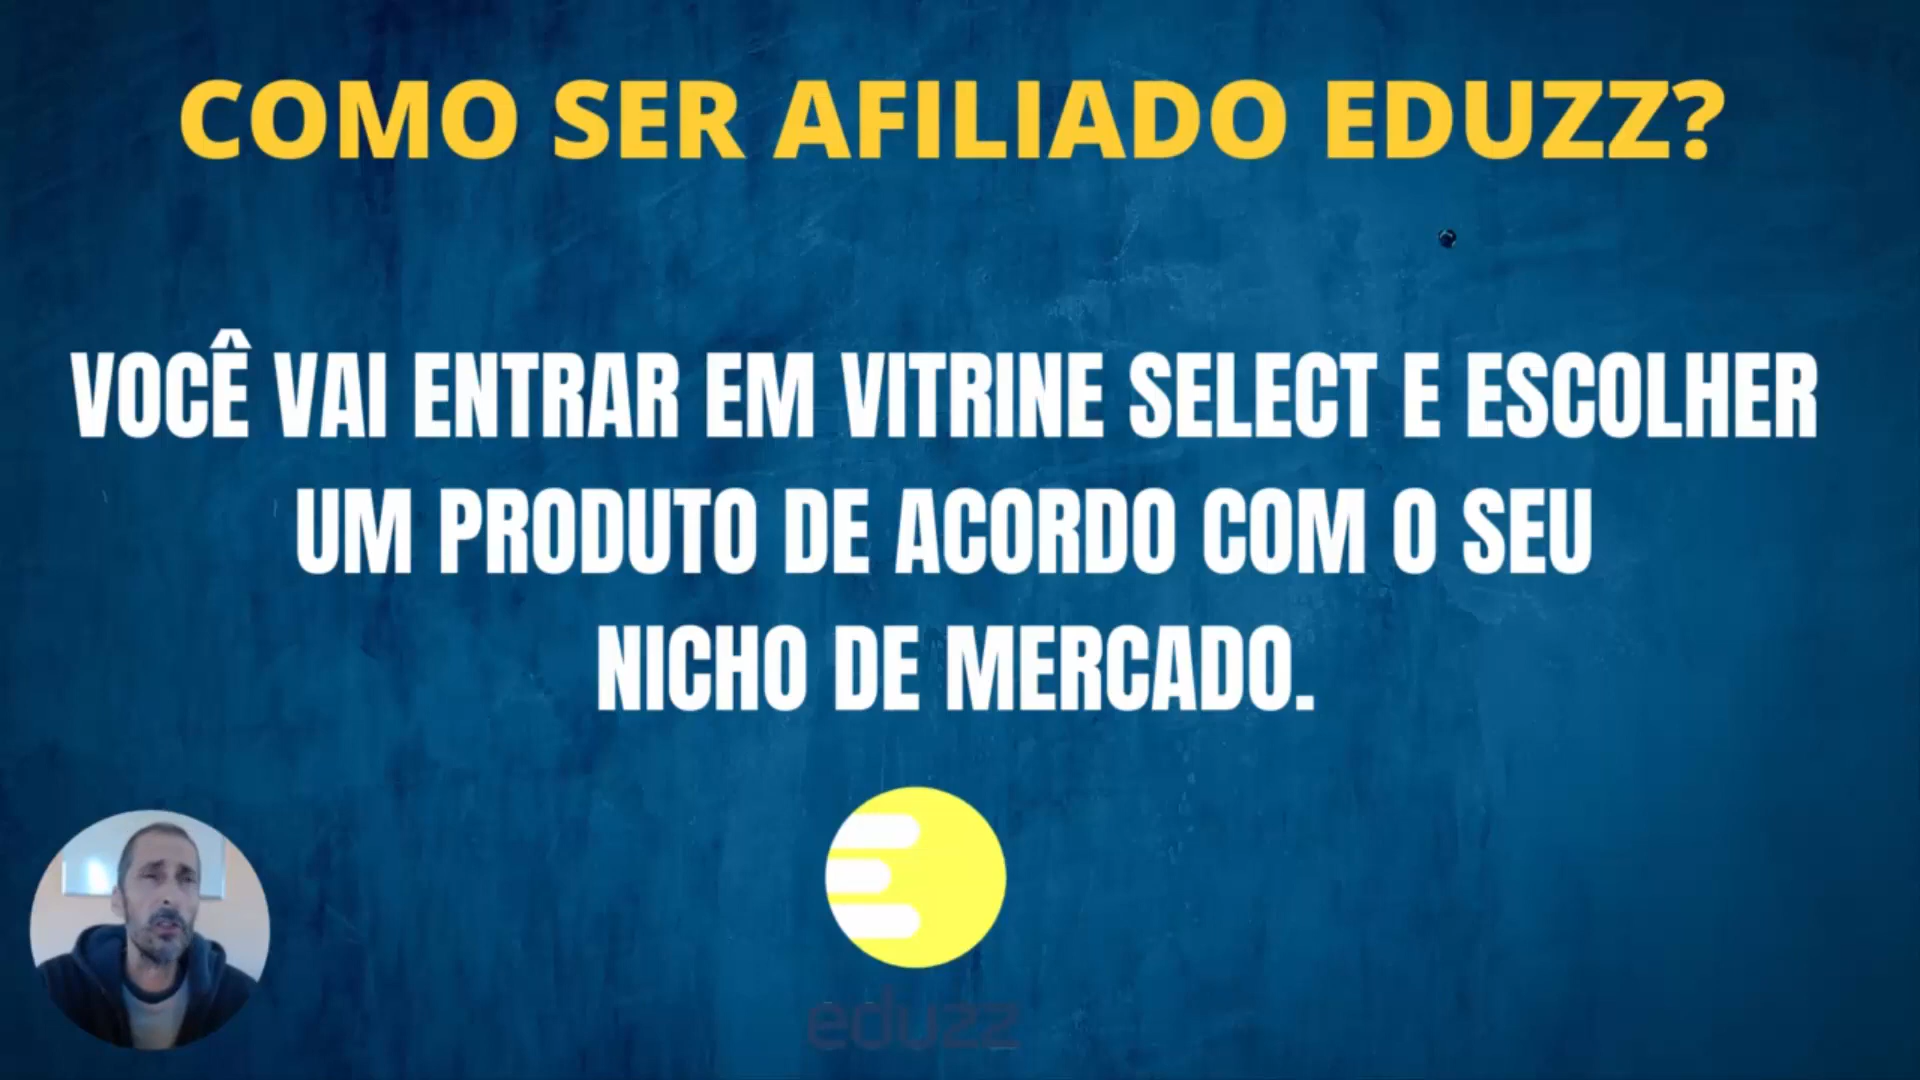 COMO SER AFILIADO EDUZZ?
VOCÊ VAI ENTRAR EM VITRINE SELECT E ESCOLHER
UM PRODUTO DE ACORDO COM O SEU
NICHO DE MERCADO.
eduzz